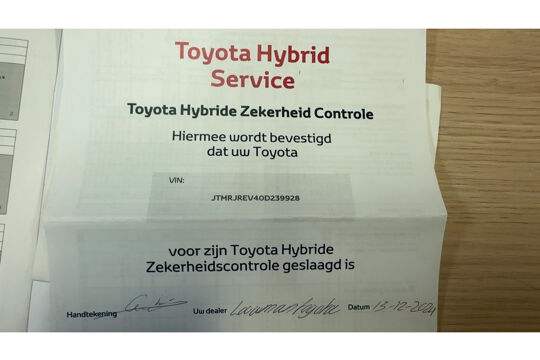 Toyota Hybrid
Service
Toyota Hybride Zekerheid Controle
Hiermee wordt bevestigd
dat uw Toyota
VIN:
JTMRJREV40D239928
voor zijn Toyota Hybride
Zekerheidscontrole geslaagd is
Handtekening Uw dealer Datum 13-12-2024